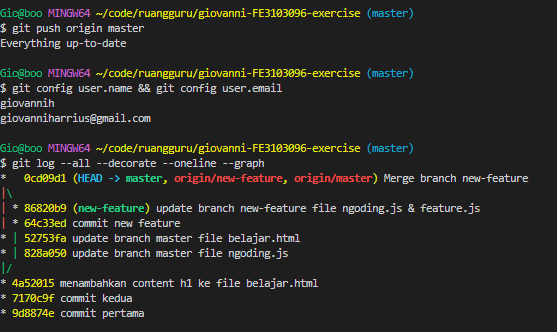 Gio@boo MINGW64 ~/code/ruangguru/giovanni-FE3103096-exercise (master)
$ git push origin master
Everything up-to-date
Gio@boo MINGW64 ~/code/ruangguru/giovanni-FE3103096-exercise (master)
$ git config user.name && git config user.email
giovannih
giovanniharrius@gmail.com
Gio@boo MINGW64 ~/code/ruangguru/giovanni-FE3103096-exercise (master)
$ git log --all --decorate --oneline --graph
*   0cd09d1 (HEAD -> master, origin/new-feature, origin/master) Merge branch new-feature
|\
| * 86820b9 (new-feature) update branch new-feature file ngoding.js & feature.js
| * 64c33ed commit new feature
* | 52753fa update branch master file belajar.html
* | 828a050 update branch master file ngoding.js
|/
* 4a52015 menambahkan content h1 ke file belajar.html
* 7170c9f commit kedua
* 9d8874e commit pertama